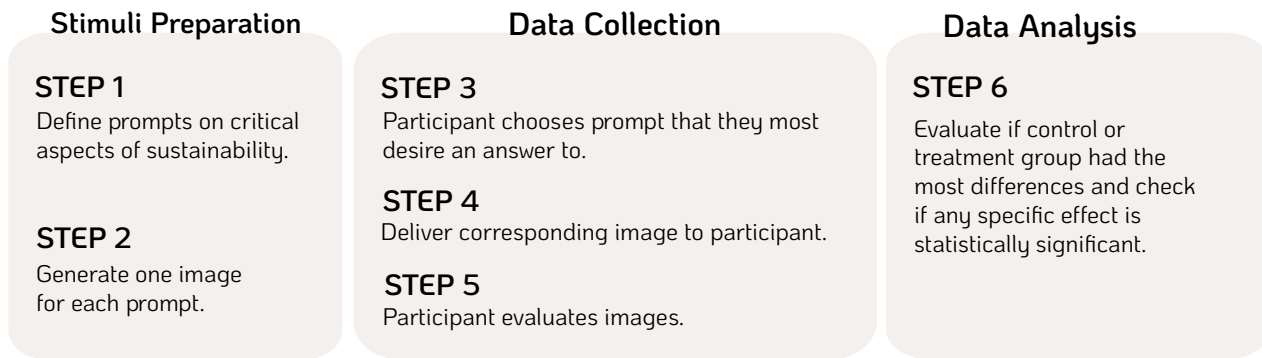 Stimuli Preparation
STEP 1
Define prompts on critical
aspects of sustainability.
STEP 2
Generate one image
for each prompt.
Data Collection
STEP 3
Participant chooses prompt that they most
desire an answer to.
STEP 4
Deliver corresponding image to participant.
STEP 5
Participant evaluates images.
Data Analysis
STEP 6
Evaluate if control or
treatment group had the
most differences and check
if any specific effect is
statistically significant.